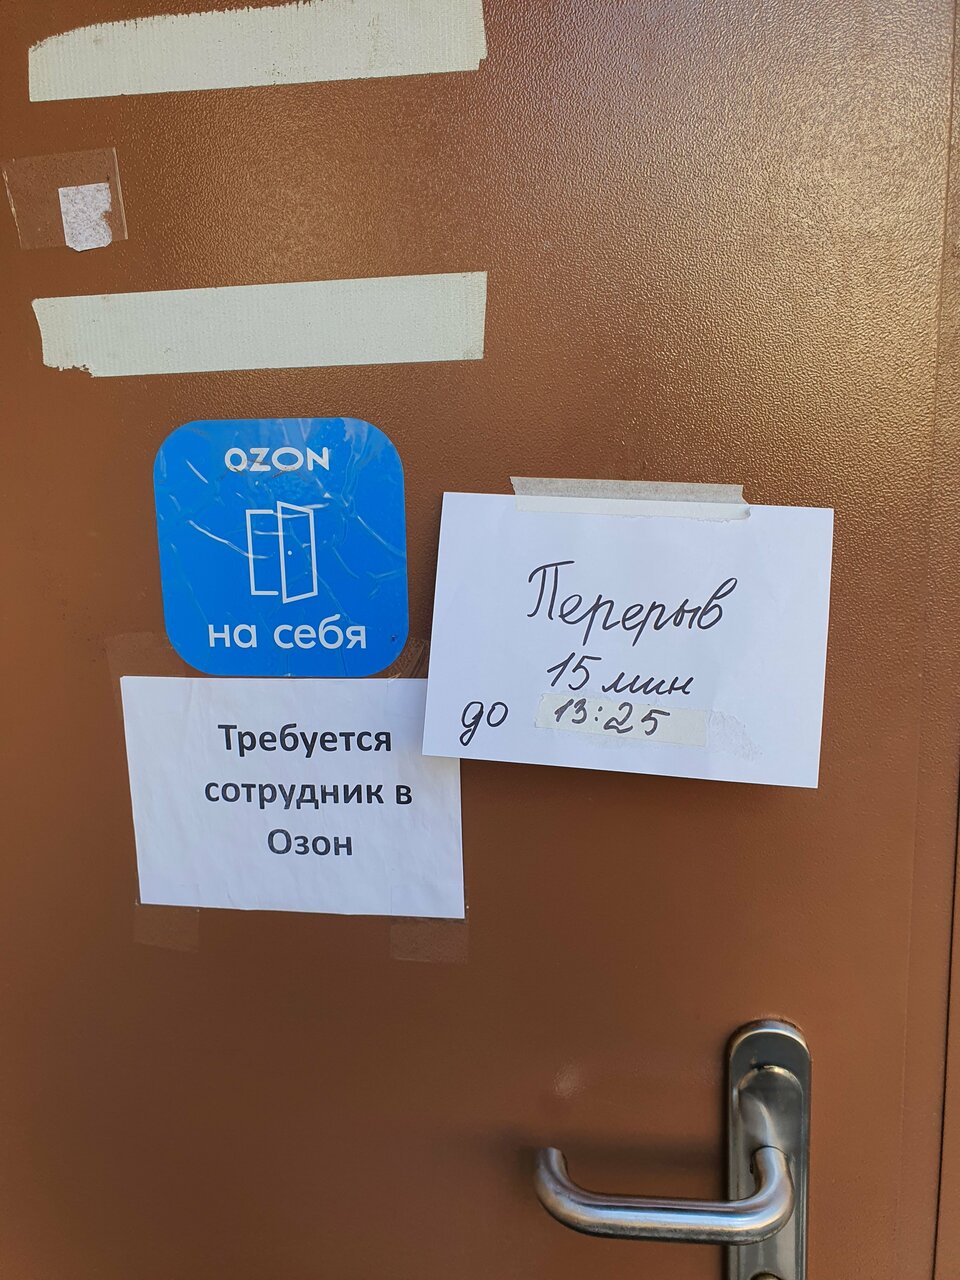 OZON
на себя
Перерыв
15 мин
до 13:25
Требуется
сотрудник в
Озон